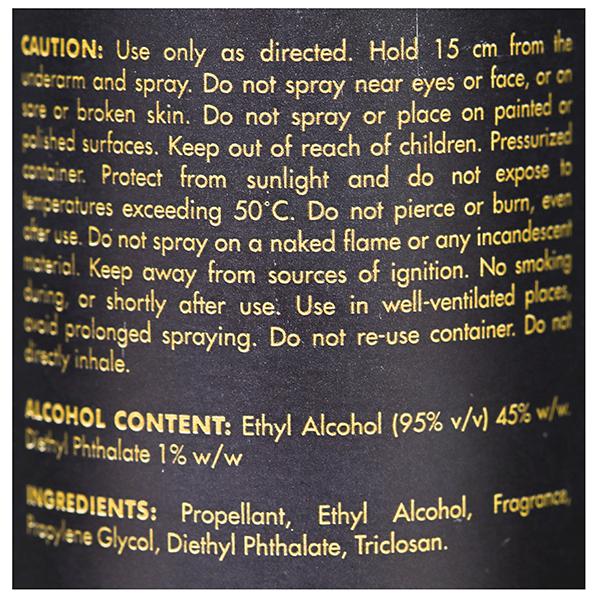 CAUTION: Use only as directed. Hold 15 cm from the
underarm and spray. Do not spray near eyes or face, or on
sore or broken skin. Do not spray or place on painted or
polished surfaces. Keep out of reach of children. Pressurized
container. Protect from sunlight and do not expose to
temperatures exceeding 50°C. Do not pierce or burn, even
after use. Do not spray on a naked flame or any incandescent
material. Keep away from sources of ignition. No smoking
during, or shortly after use. Use in well-ventilated places,
avoid prolonged spraying. Do not re-use container. Do not
directly inhale.
ALCOHOL CONTENT: Ethyl Alcohol (95% v/v) 45% w/w.
Diethyl Phthalate 1% w/w
INGREDIENTS: Propellant, Ethyl Alcohol, Fragrance,
Propylene Glycol, Diethyl Phthalate, Triclosan.